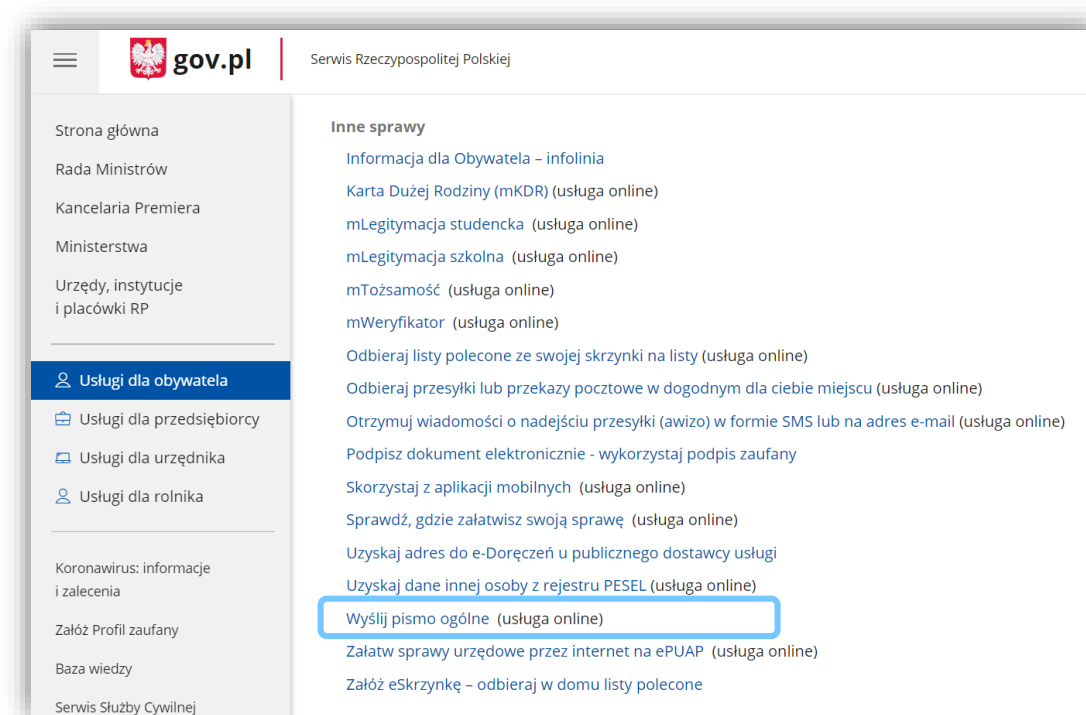 gov.pl
Serwis Rzeczypospolitej Polskiej
Strona główna
Rada Ministrów
Kancelaria Premiera
Ministerstwa
Urzędy, instytucje
i placówki RP
Usługi dla obywatela
Usługi dla przedsiębiorcy
Usługi dla urzędnika
Usługi dla rolnika
Koronawirus: informacje
i zalecenia
Załóż Profil zaufany
Baza wiedzy
Serwis Służby Cywilnej
Inne sprawy
Informacja dla Obywatela – infolinia
Karta Dużej Rodziny (mKDR) (usługa online)
mLegitymacja studencka (usługa online)
mLegitymacja szkolna (usługa online)
mTożsamość (usługa online)
mWeryfikator (usługa online)
Odbieraj listy polecone ze swojej skrzynki na listy (usługa online)
Odbieraj przesyłki lub przekazy pocztowe w dogodnym dla ciebie miejscu (usługa online)
Otrzymuj wiadomości o nadejściu przesyłki (awizo) w formie SMS lub na adres e-mail (usługa online)
Podpisz dokument elektronicznie - wykorzystaj podpis zaufany
Skorzystaj z aplikacji mobilnych (usługa online)
Sprawdź, gdzie załatwisz swoją sprawę (usługa online)
Uzyskaj adres do e-Doręczeń u publicznego dostawcy usługi
Uzyskaj dane innej osoby z rejestru PESEL (usługa online)
Wyślij pismo ogólne (usługa online)
Załatw sprawy urzędowe przez internet na ePUAP (usługa online)
Załóż eSkrzynkę – odbieraj w domu listy polecone